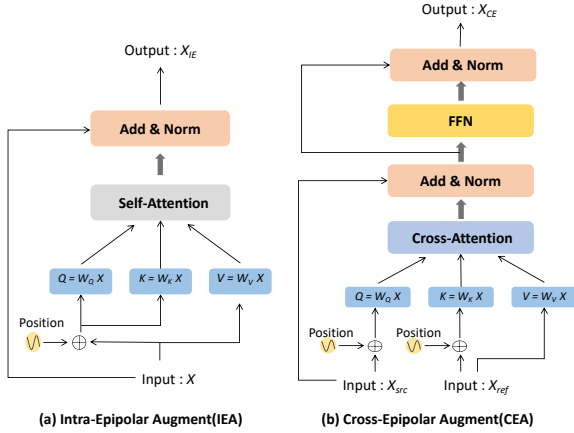 Output : X_IE
Add & Norm
Self-Attention
Q = W_Q X
K = W_K X
V = W_V X
Position
Input : X
(a) Intra-Epipolar Augment(IEA)
Output : X_CE
Add & Norm
FFN
Add & Norm
Cross-Attention
Q = W_Q X
K = W_K X
V = W_V X
Position
Position
Input : X_src
Input : X_ref
(b) Cross-Epipolar Augment(CEA)